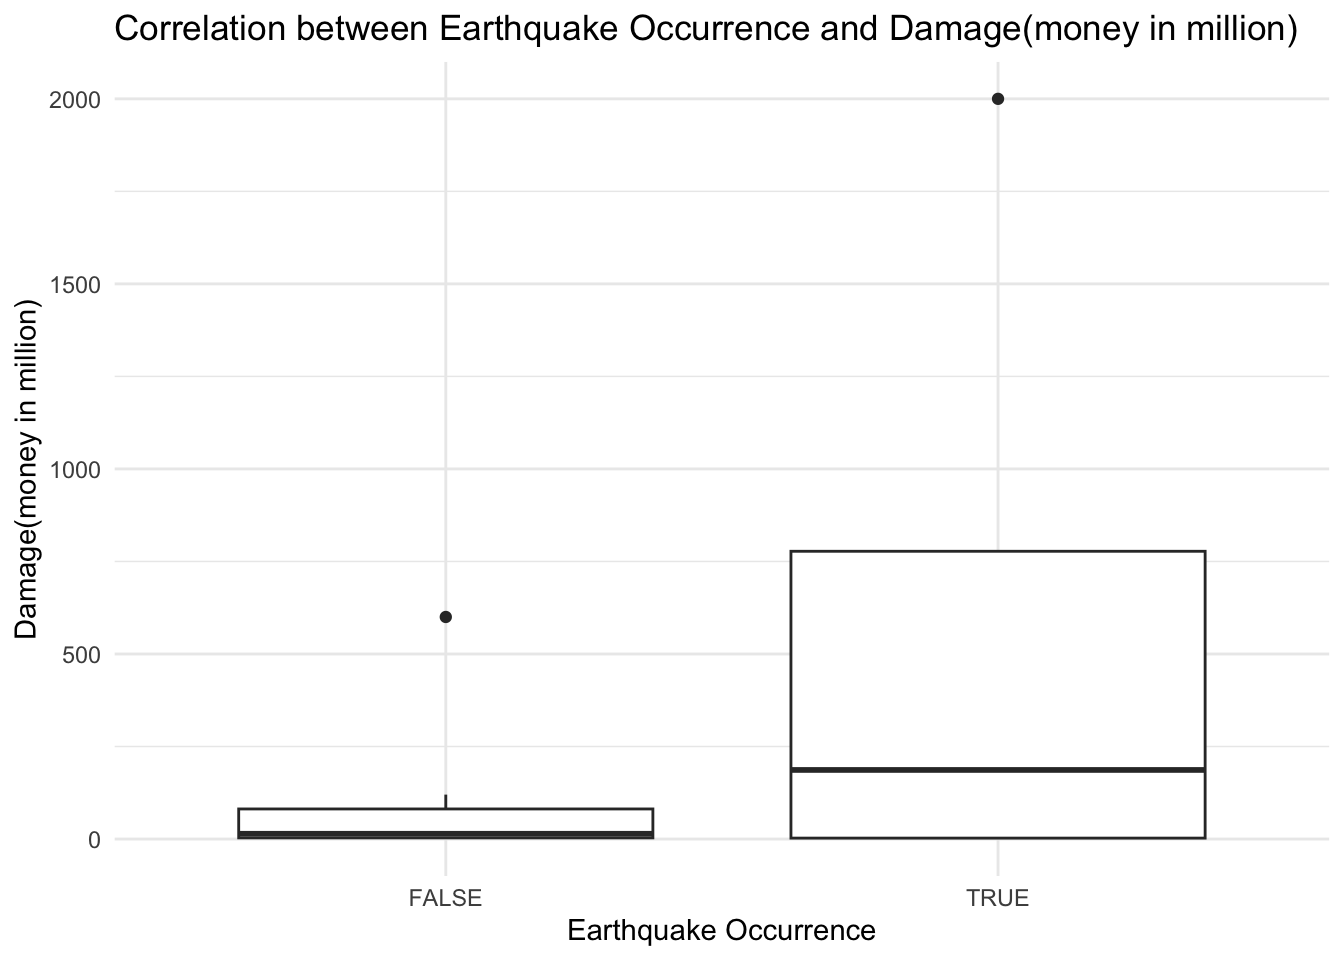 Correlation between Earthquake Occurrence and Damage(money in million)
Damage(money in million)
2000
1500
1000
500
0
FALSE
TRUE
Earthquake Occurrence